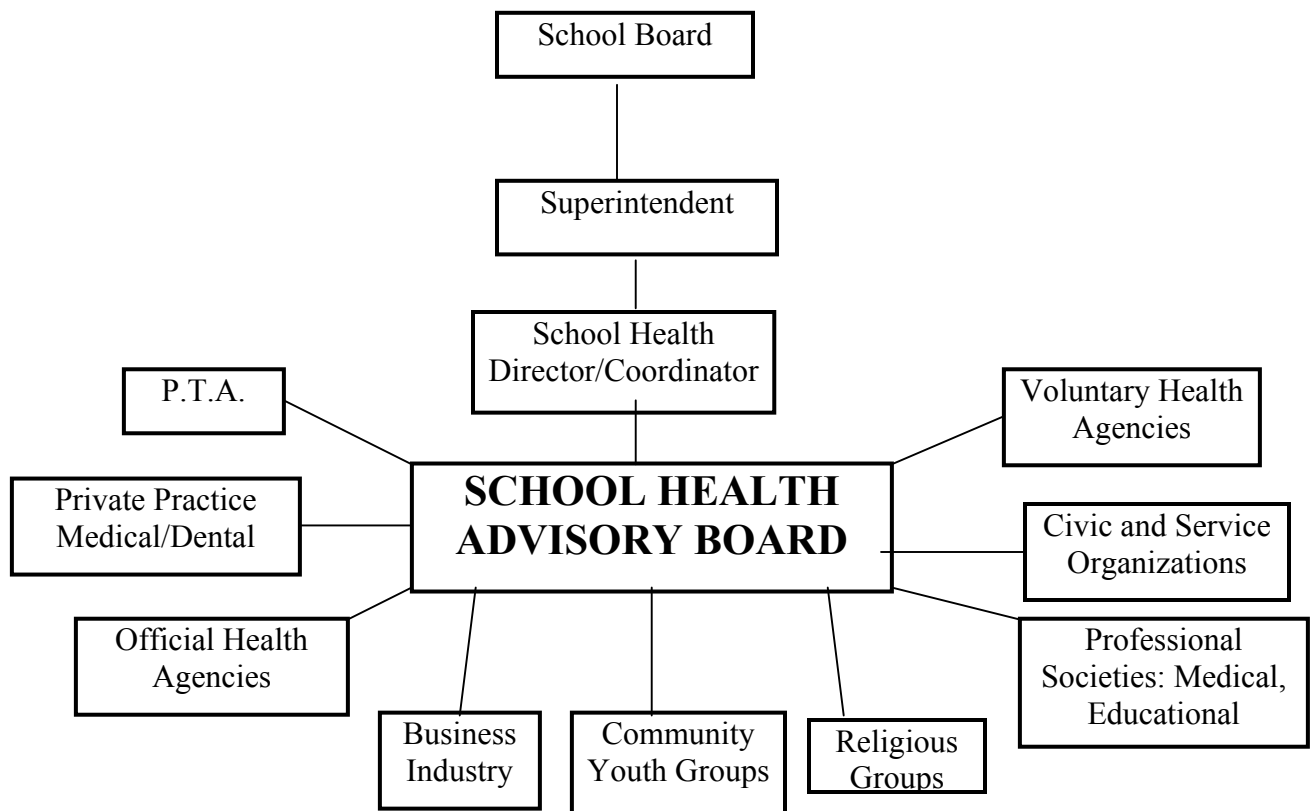 School Board
Superintendent
School Health
Director/Coordinator
P.T.A.
Voluntary Health
Agencies
SCHOOL HEALTH
ADVISORY BOARD
Private Practice
Medical/Dental
Civic and Service
Organizations
Official Health
Agencies
Professional
Societies: Medical,
Educational
Business
Industry
Community
Youth Groups
Religious
Groups